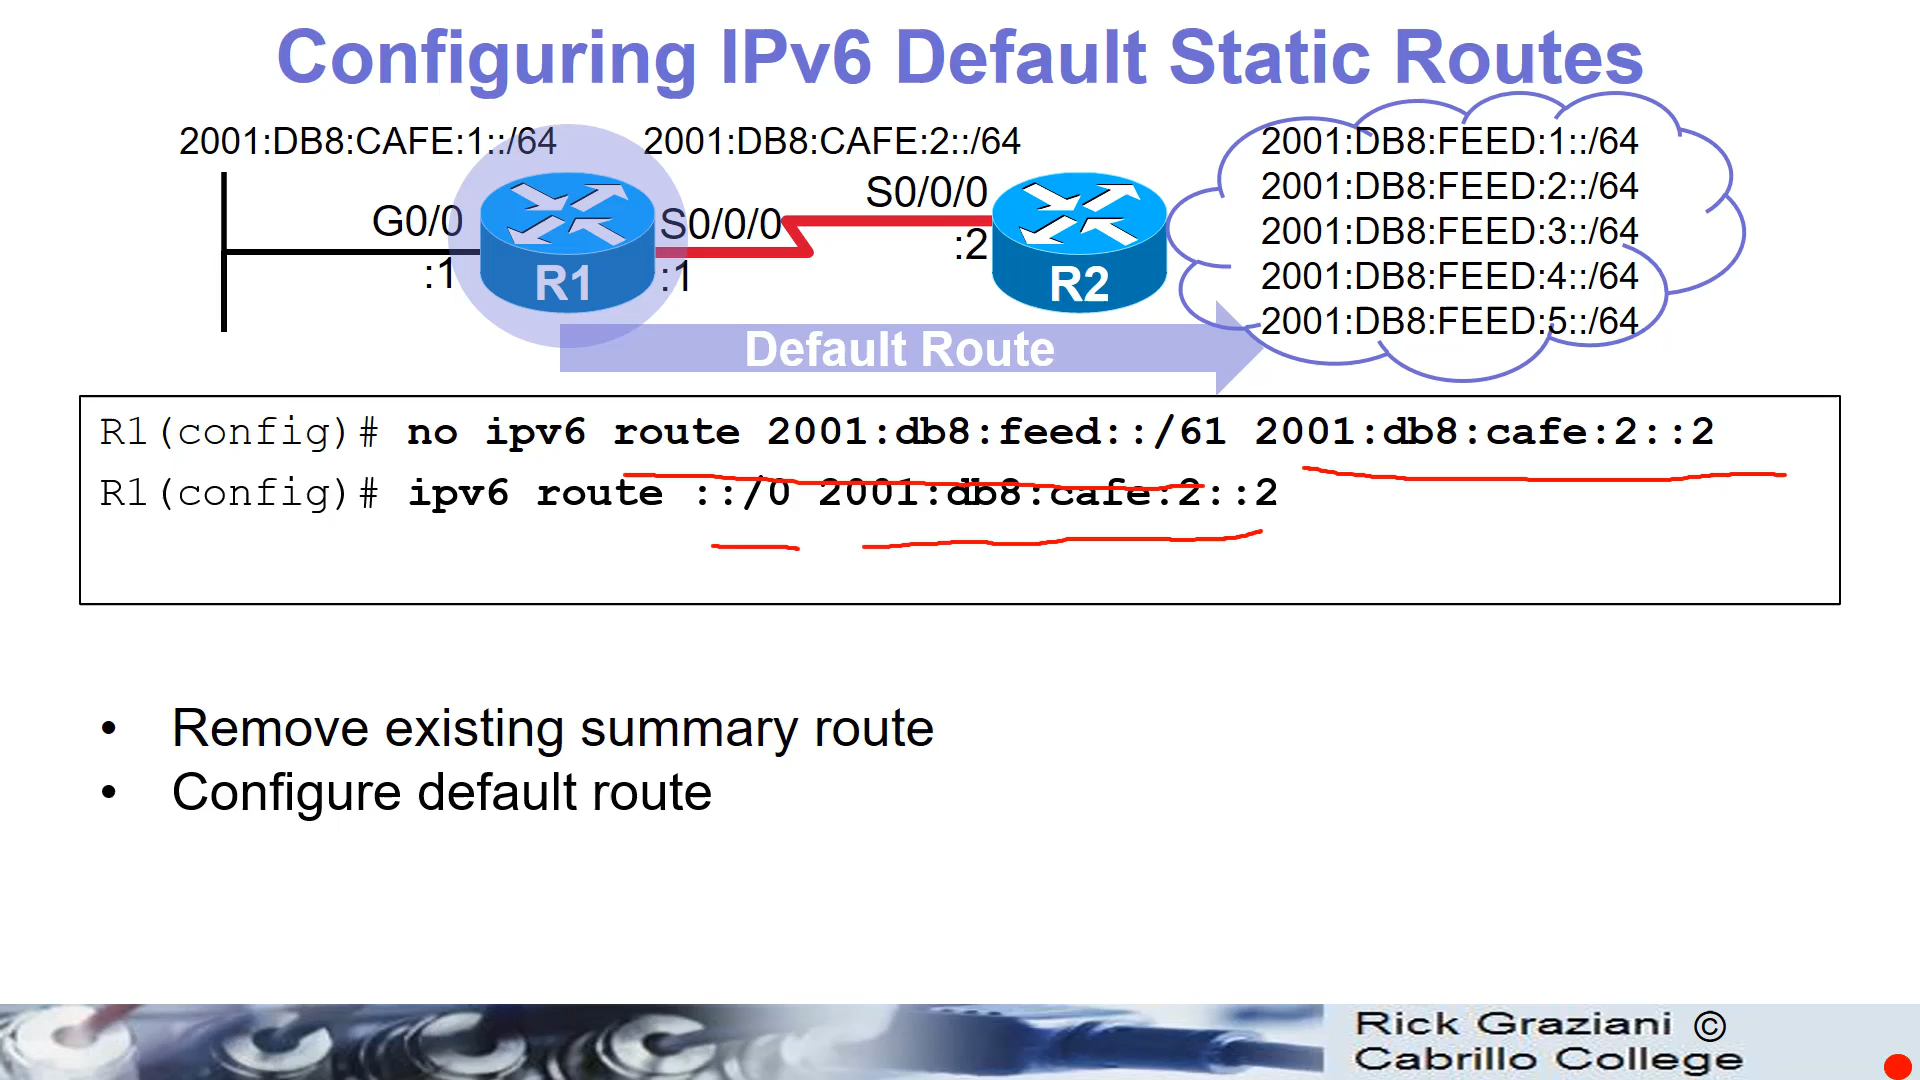 Configuring IPv6 Default Static Routes
2001:DB8:CAFE:1::/64
2001:DB8:CAFE:2::/64
2001:DB8:FEED:1::/64
2001:DB8:FEED:2::/64
2001:DB8:FEED:3::/64
2001:DB8:FEED:4::/64
2001:DB8:FEED:5::/64
G0/0
:1
R1
S0/0/0
:1
S0/0/0
:2
R2
Default Route
R1(config)# no ipv6 route 2001:db8:feed::/61 2001:db8:cafe:2::2
R1(config)# ipv6 route ::/0 2001:db8:cafe:2::2
• Remove existing summary route
• Configure default route
Rick Graziani ©
Cabrillo College